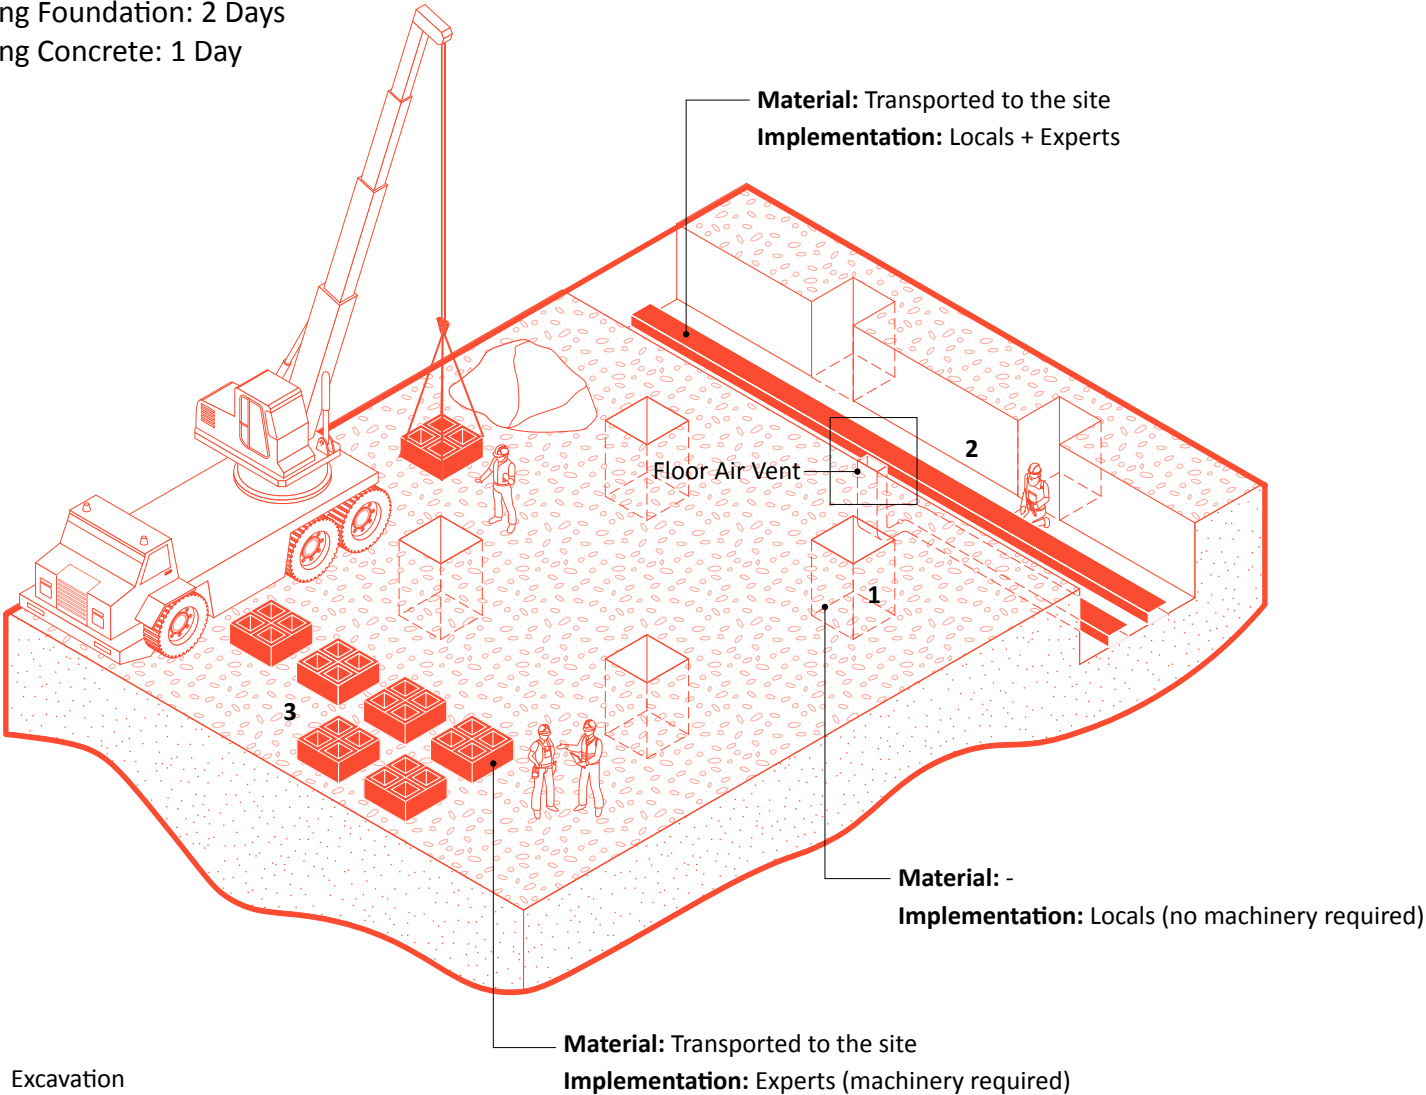 ng Foundation: 2 Days
ng Concrete: 1 Day
Material: Transported to the site
Implementation: Locals + Experts
2
Floor Air Vent
1
3
Material: -
Implementation: Locals (no machinery required)
Material: Transported to the site
Implementation: Experts (machinery required)
Excavation